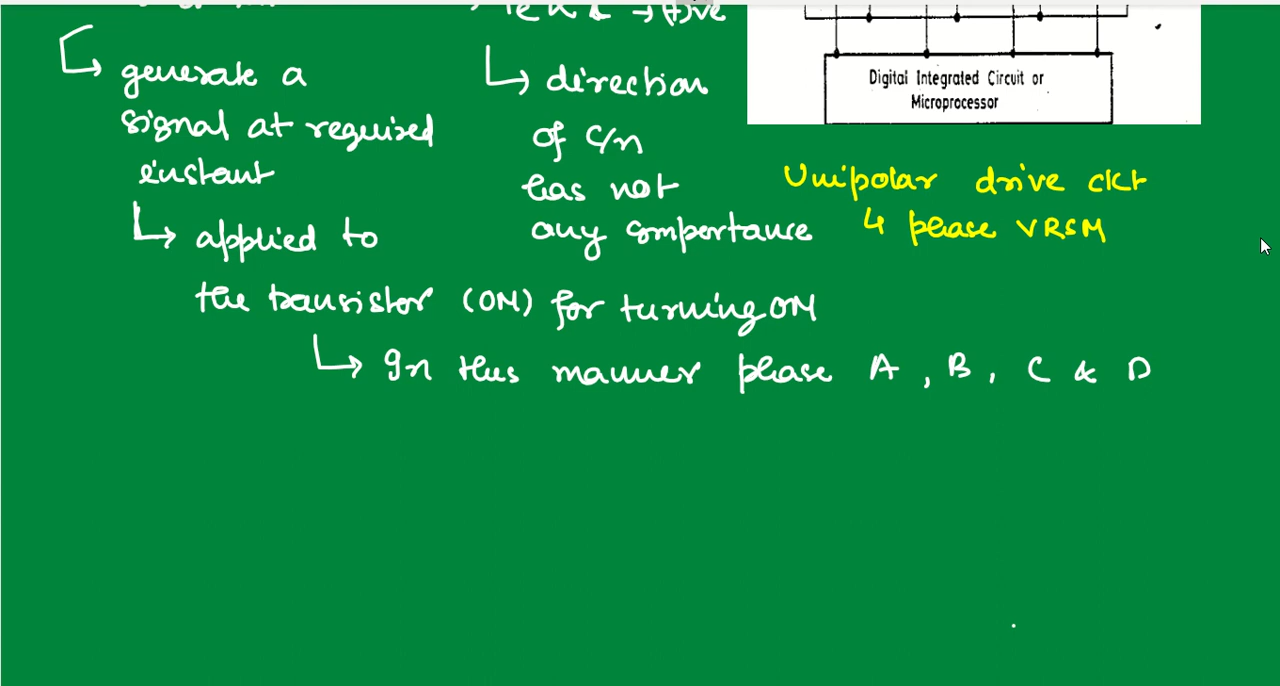 → +ive
generate a
signal at required
instant
applied to
the transistor (ON) for turning ON
In this manner phase A, B, C & D
direction
of c/n
has not
any importance
Digital Integrated Circuit or
Microprocessor
Unipolar drive ckt
4 phase VRSM